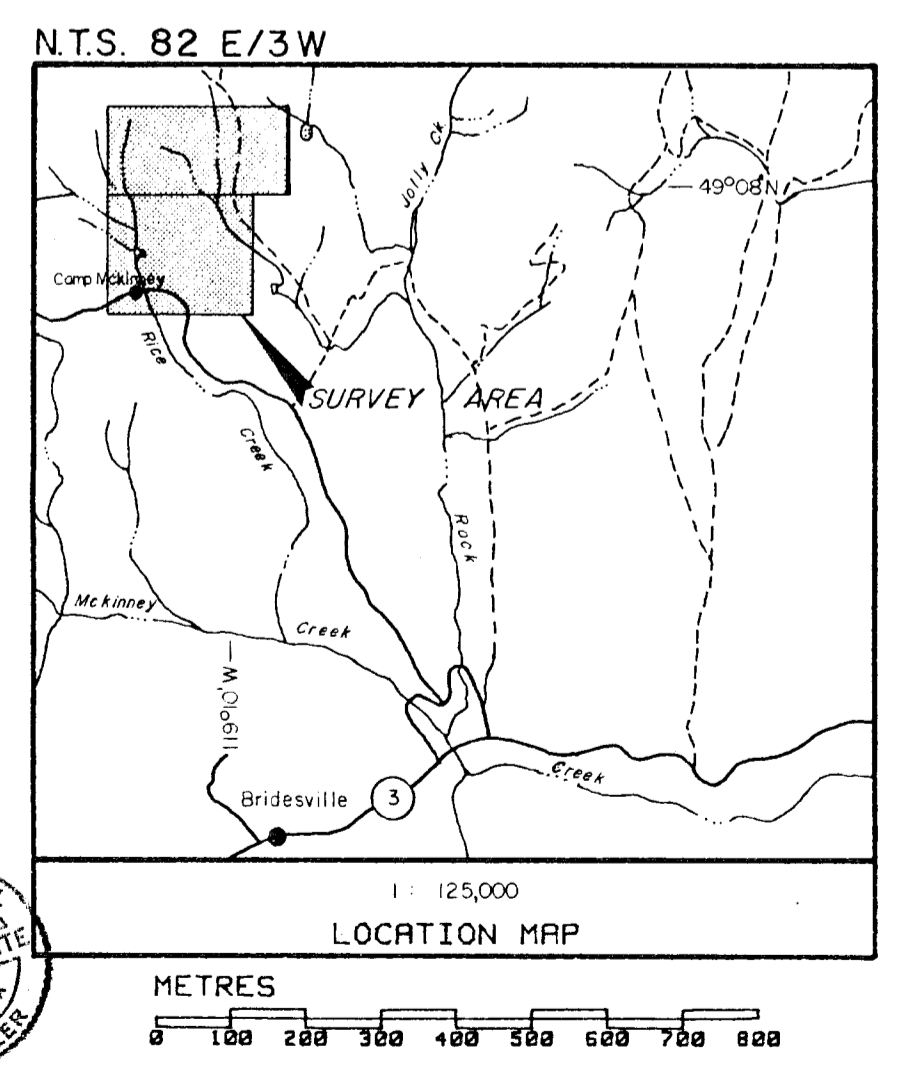 N.T.S. 82 E/3W
Jolly Ck
49°08'N
Camp Mckinney
Rice
SURVEY AREA
Creek
Rock
Mckinney
Creek
119°10'W
Creek
Bridesville
3
1 : 125,000
LOCATION MAP
METRES
0 100 200 300 400 500 600 700 800